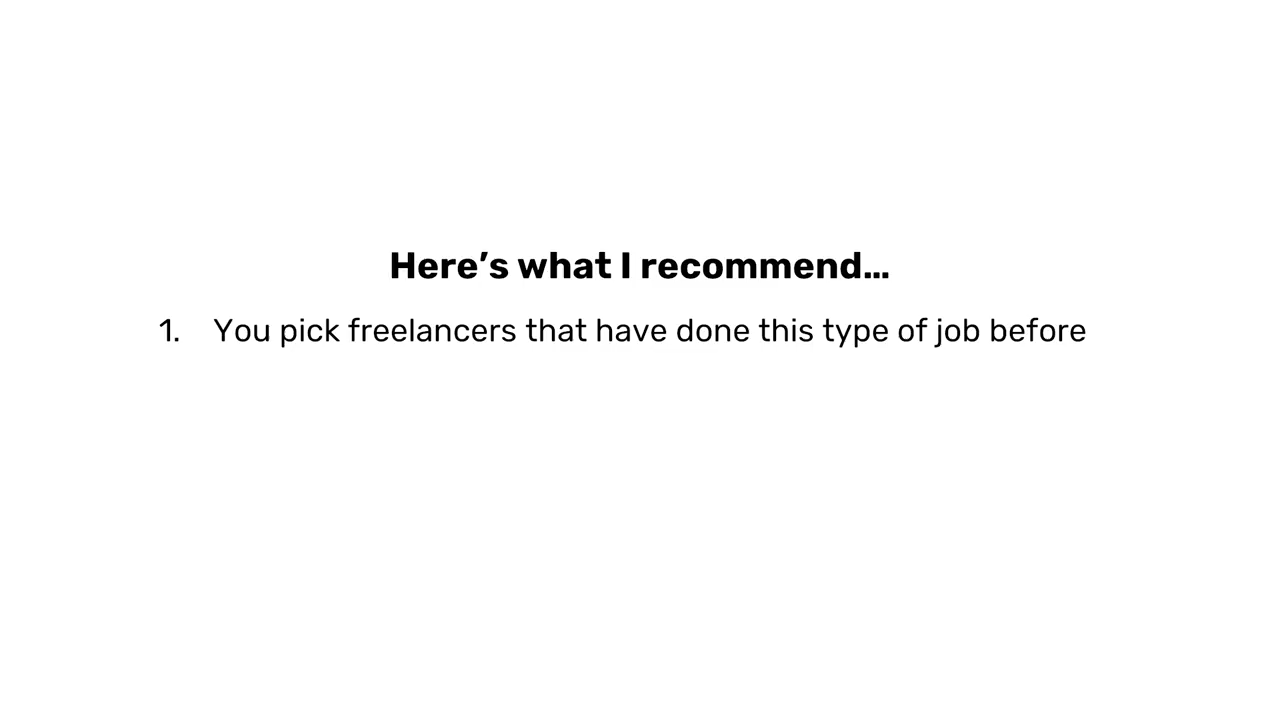 Here’s what I recommend…
1. You pick freelancers that have done this type of job before